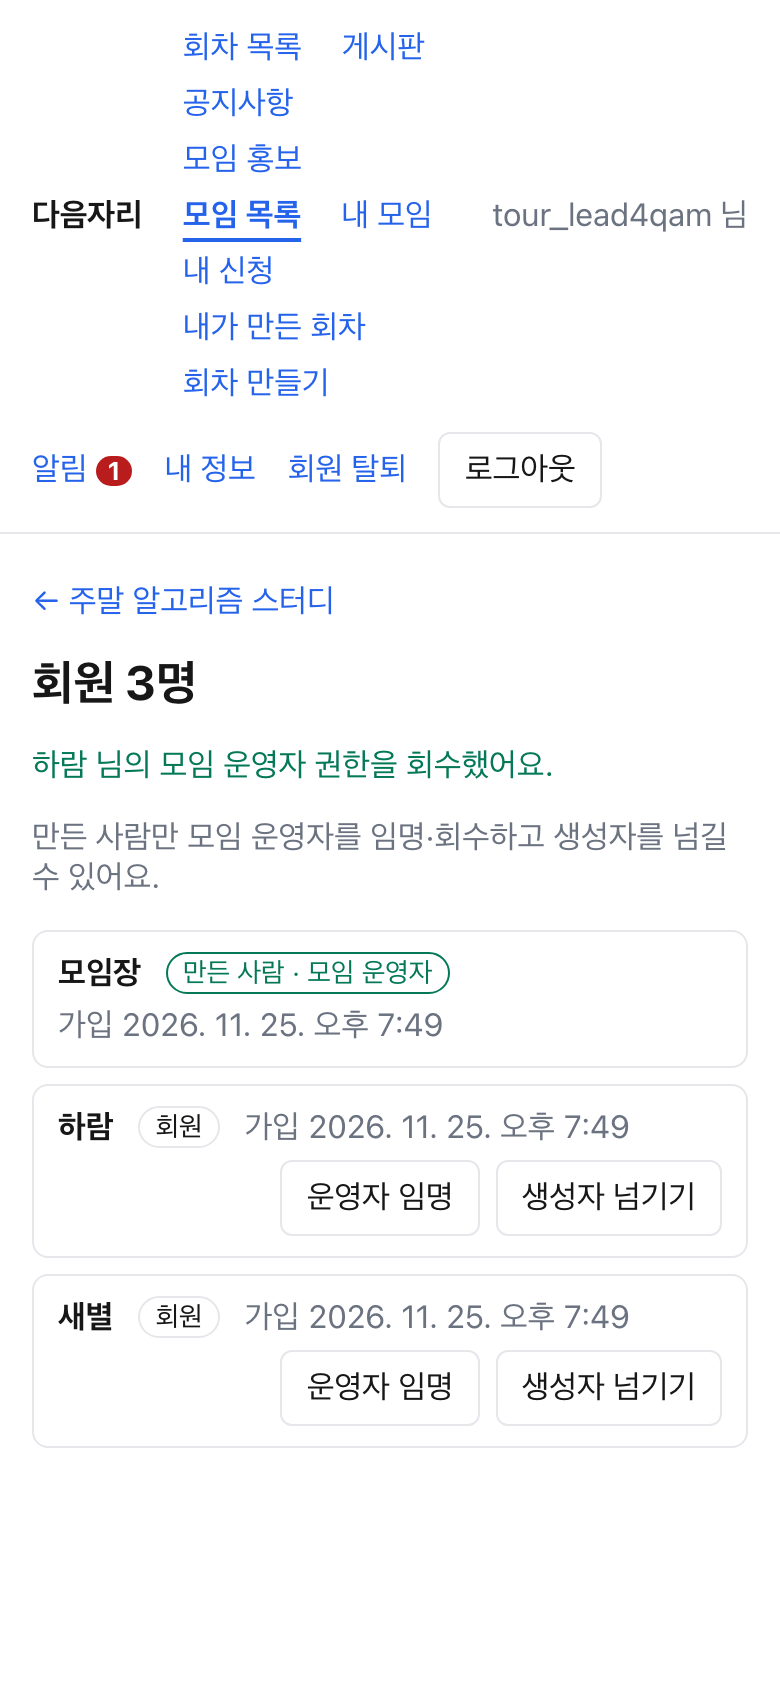 회차 목록 게시판
공지사항
모임 홍보
다음자리 모임 목록 내 모임 tour_lead4qam 님
내 신청
내가 만든 회차
회차 만들기
알림 1 내 정보 회원 탈퇴 로그아웃
← 주말 알고리즘 스터디
회원 3명
하람 님의 모임 운영자 권한을 회수했어요.
만든 사람만 모임 운영자를 임명·회수하고 생성자를 넘길
수 있어요.
모임장 만든 사람 · 모임 운영자
가입 2026. 11. 25. 오후 7:49
하람 회원 가입 2026. 11. 25. 오후 7:49
운영자 임명 생성자 넘기기
새별 회원 가입 2026. 11. 25. 오후 7:49
운영자 임명 생성자 넘기기